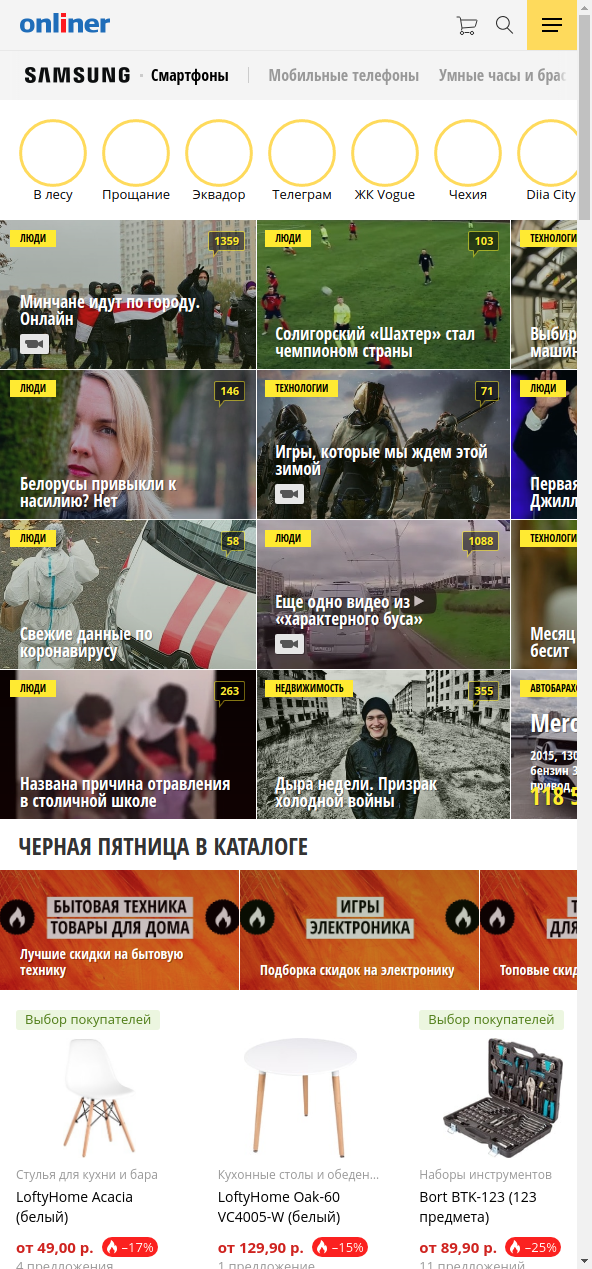 onliner
SAMSUNG
Смартфоны
Мобильные телефоны
Умные часы и брас
В лесу
Прощание
Эквадор
Телеграм
ЖК Vogue
Чехия
Diia City
ЛЮДИ
1359
Минчане идут по городу.
Онлайн
ЛЮДИ
103
Солигорский «Шахтер» стал
чемпионом страны
ТЕХНОЛОГИ
Выбир
машин
ЛЮДИ
146
Белорусы привыкли к
насилию? Нет
ТЕХНОЛОГИИ
71
Игры, которые мы ждем этой
зимой
ЛЮДИ
Первая
Джилл
ЛЮДИ
58
Свежие данные по
коронавирусу
ЛЮДИ
1088
Еще одно видео из
«характерного буса»
ТЕХНОЛОГИ
Месяц
бесит
ЛЮДИ
263
Названа причина отравления
в столичной школе
НЕДВИЖИМОСТЬ
355
Дыра недели. Призрак
холодной войны
АВТОБАРАХО
Merc
2015, 130
бензин 3
привод,
118 5
ЧЕРНАЯ ПЯТНИЦА В КАТАЛОГЕ
БЫТОВАЯ ТЕХНИКА
ТОВАРЫ ДЛЯ ДОМА
Лучшие скидки на бытовую
технику
ИГРЫ
ЭЛЕКТРОНИКА
Подборка скидок на электронику
Т
ДЛЯ
Топовые скид
Выбор покупателей
Стулья для кухни и бара
LoftyHome Acacia
(белый)
от 49,00 р.
–17%
4 предложения
Кухонные столы и обеден...
LoftyHome Oak-60
VC4005-W (белый)
от 129,90 р.
–15%
1 предложение
Выбор покупателей
Наборы инструментов
Bort BTK-123 (123
предмета)
от 89,90 р.
–25%
11 предложений